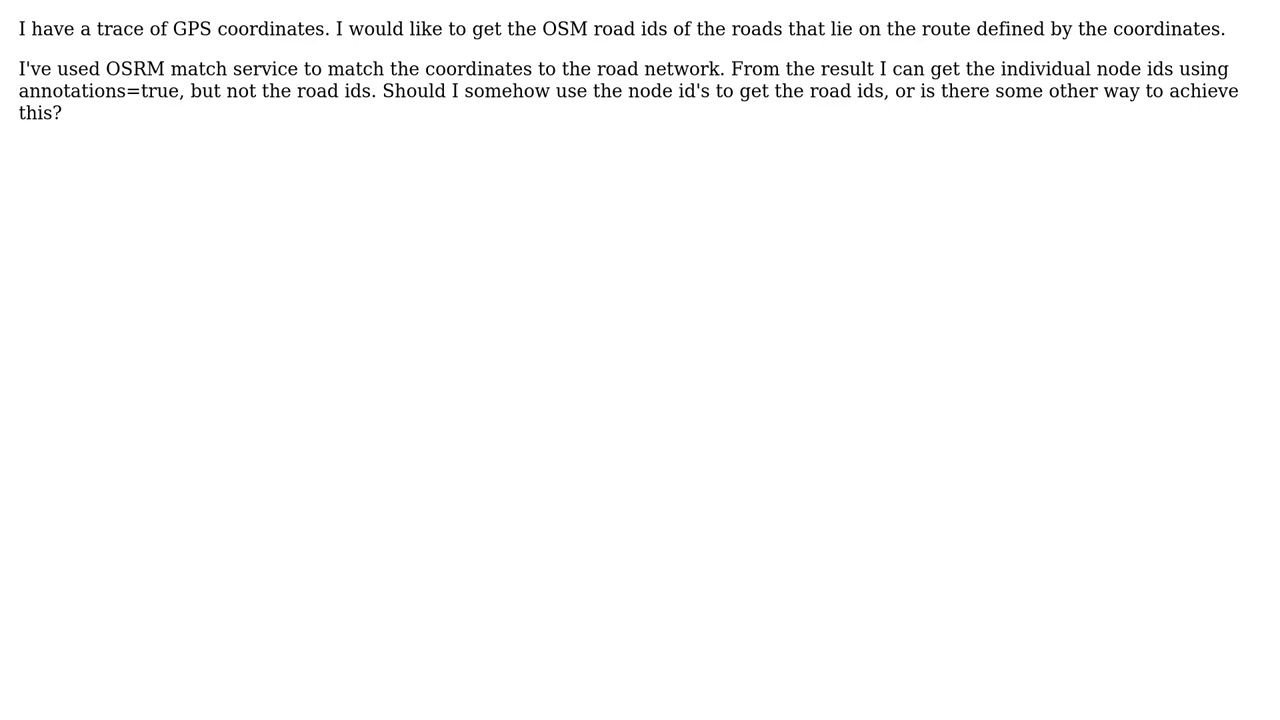 I have a trace of GPS coordinates. I would like to get the OSM road ids of the roads that lie on the route defined by the coordinates.
I've used OSRM match service to match the coordinates to the road network. From the result I can get the individual node ids using
annotations=true, but not the road ids. Should I somehow use the node id's to get the road ids, or is there some other way to achieve
this?